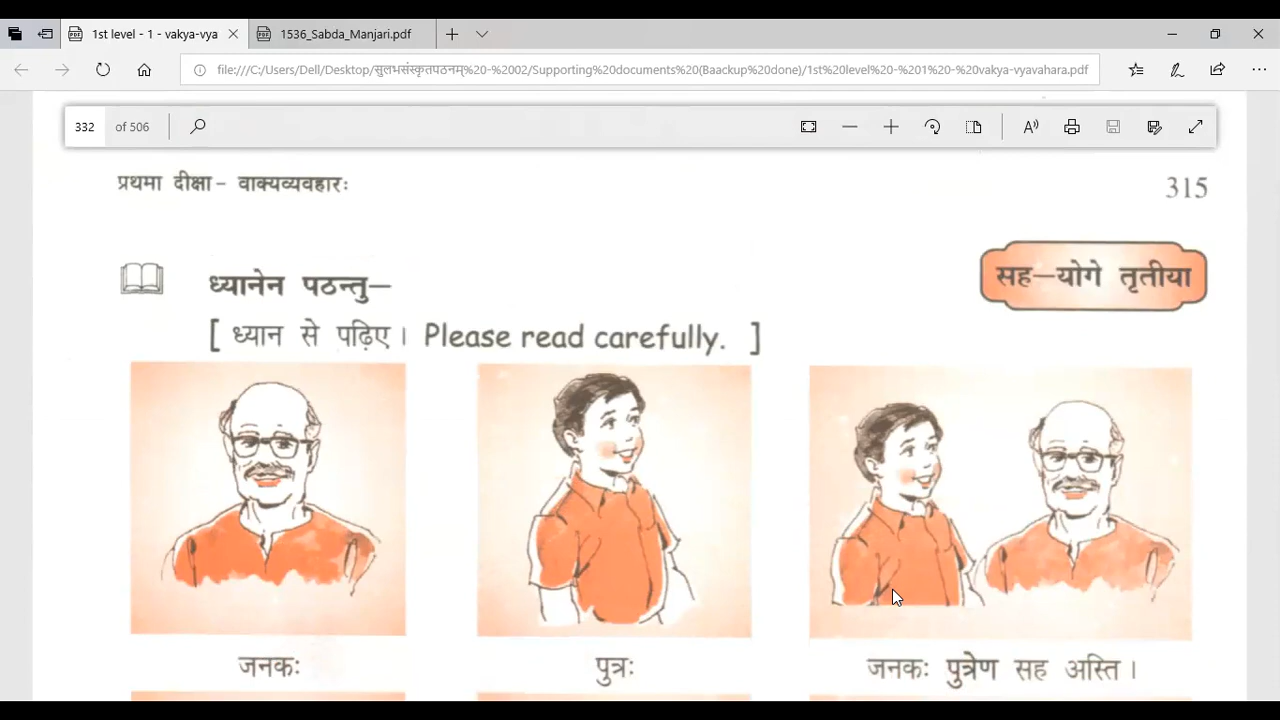 1st level - 1 - vakya-vya
1536_Sabda_Manjari.pdf
file:///C:/Users/Dell/Desktop/सुलभसंस्कृतपठनम्%20-%2002/Supporting%20documents%20(Baackup%20done)/1st%20level%20-%201%20-%20vakya-vyavahara.pdf
332 of 506
प्रथमा दीक्षा - वाक्यव्यवहारः
315
ध्यानेन पठन्तु–
सह–योगे तृतीया
[ ध्यान से पढ़िए। Please read carefully. ]
जनकः
पुत्रः
जनकः पुत्रेण सह अस्ति।